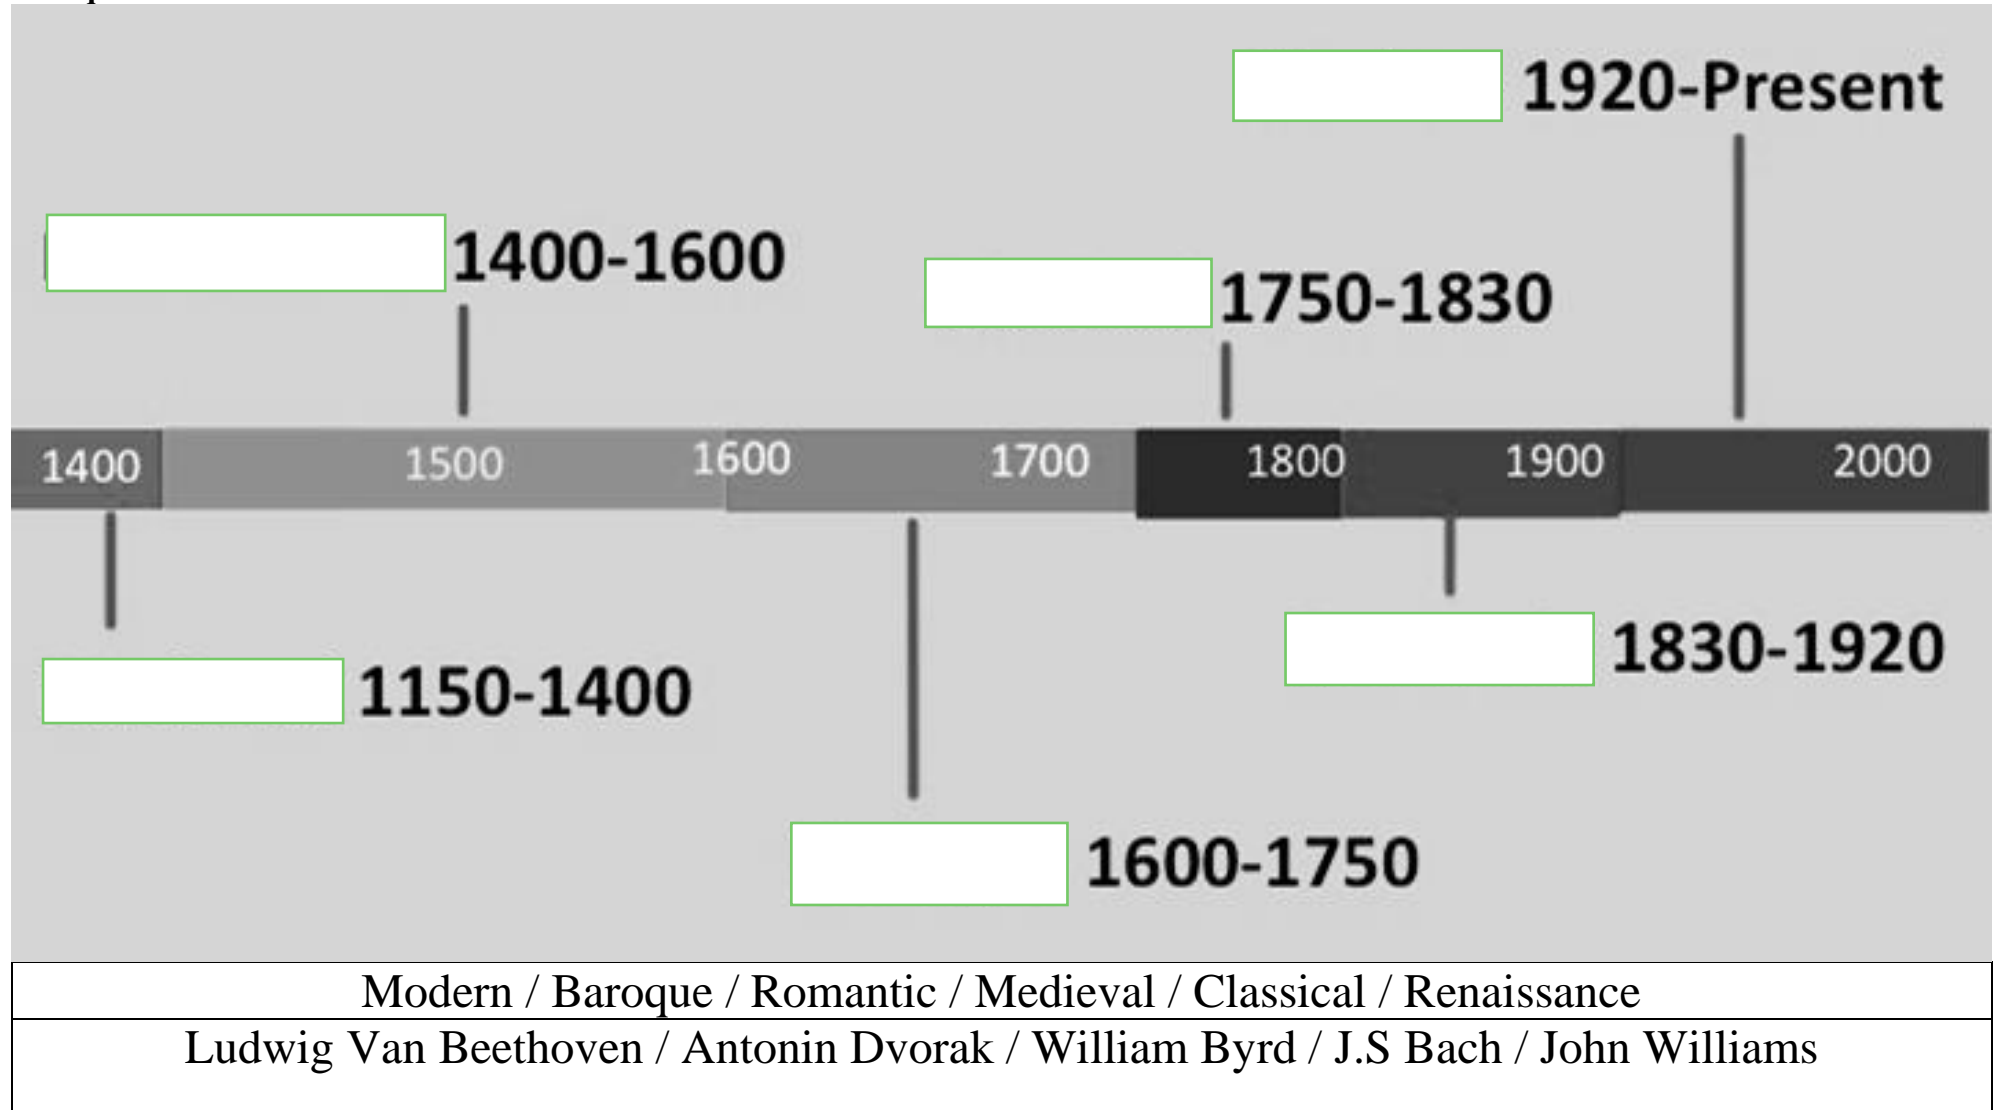 1920-Present
1400-1600
1750-1830
1400 1500 1600 1700 1800 1900 2000
1830-1920
1150-1400
1600-1750
Modern / Baroque / Romantic / Medieval / Classical / Renaissance
Ludwig Van Beethoven / Antonin Dvorak / William Byrd / J.S Bach / John Williams